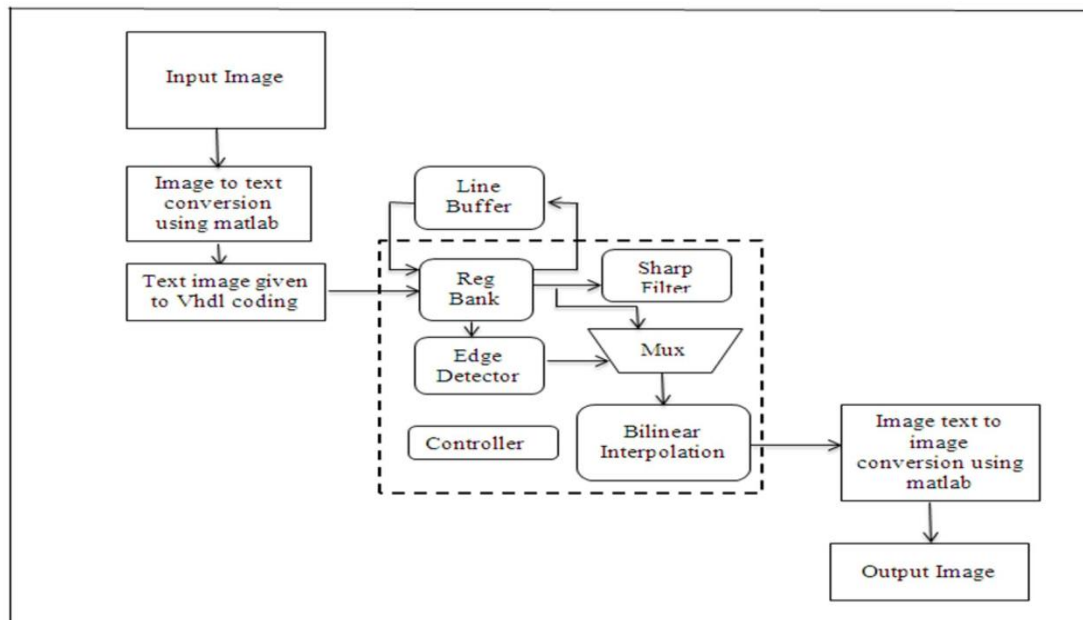 Input Image
Image to text
conversion
using matlab
Text image given
to Vhdl coding
Line
Buffer
Reg
Bank
Sharp
Filter
Edge
Detector
Mux
Controller
Bilinear
Interpolation
Image text to
image
conversion using
matlab
Output Image